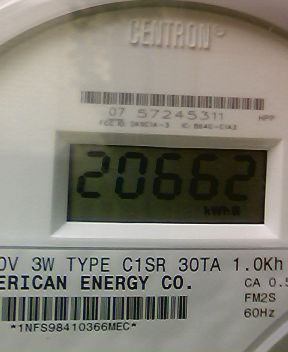 CENTRON®
07 57245311 HPP
20662
kWh
0V 3W TYPE C1SR 30TA 1.0Kh
ERICAN ENERGY CO. CA 0.5
FM2S
*1NFS98410366MEC* 60Hz